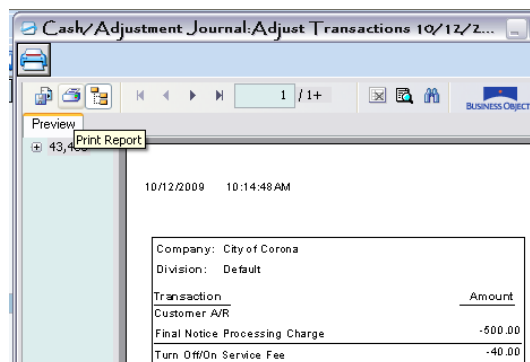 Cash/Adjustment Journal:Adjust Transactions 10/12/2...
1 / 1+
BUSINESS OBJECT
Preview
Print Report
10/12/2009 10:14:48AM
Company: City of Corona
Division: Default
Transaction Amount
Customer A/R
Final Notice Processing Charge -500.00
Turn Off/On Service Fee -40.00